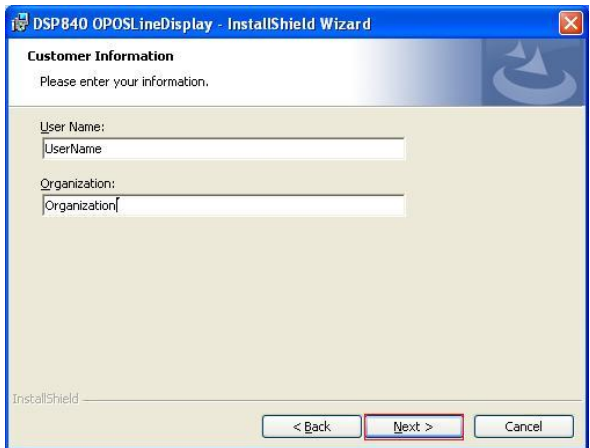 DSP840 OPOSLineDisplay - InstallShield Wizard
Customer Information
Please enter your information.
User Name:
UserName
Organization:
Organization
InstallShield
< Back Next > Cancel